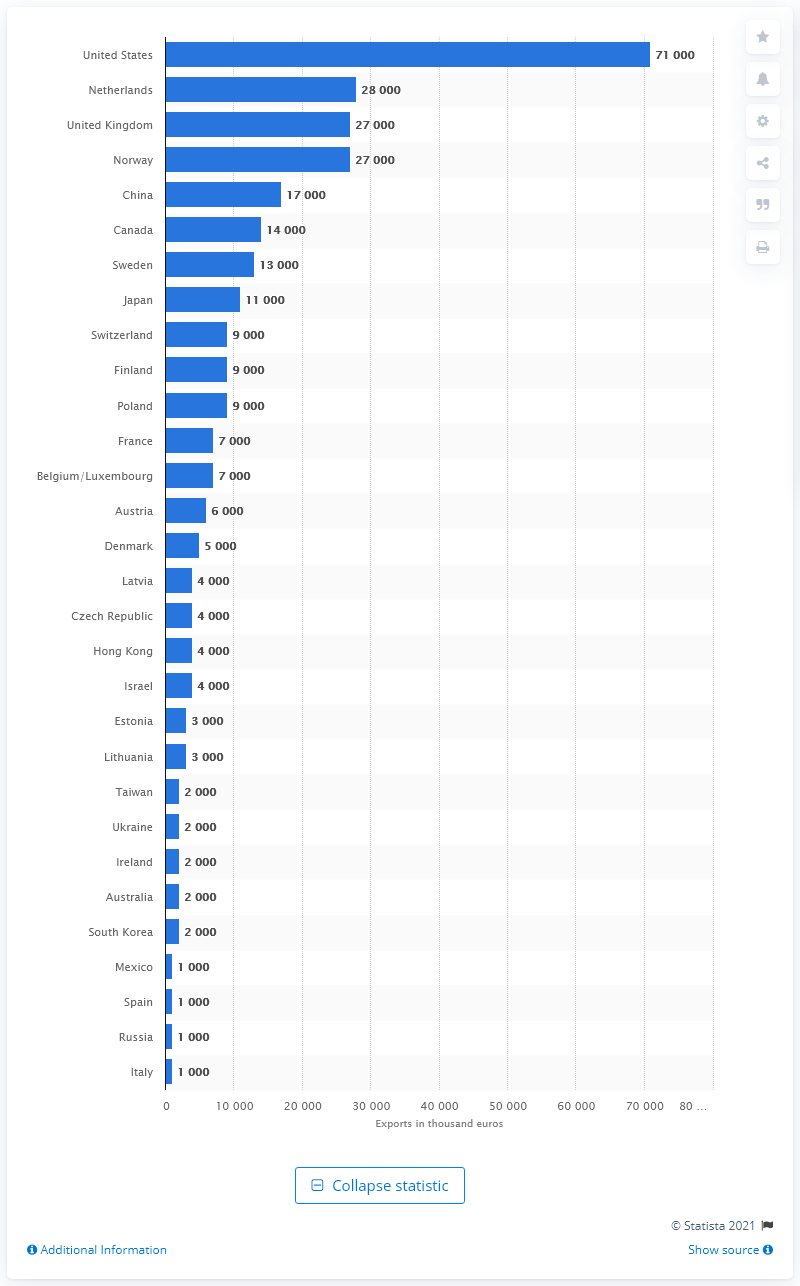 United States 71 000
Netherlands 28 000
United Kingdom 27 000
Norway 27 000
China 17 000
Canada 14 000
Sweden 13 000
Japan 11 000
Switzerland 9 000
Finland 9 000
Poland 9 000
France 7 000
Belgium/Luxembourg 7 000
Austria 6 000
Denmark 5 000
Latvia 4 000
Czech Republic 4 000
Hong Kong 4 000
Israel 4 000
Estonia 3 000
Lithuania 3 000
Taiwan 2 000
Ukraine 2 000
Ireland 2 000
Australia 2 000
South Korea 2 000
Mexico 1 000
Spain 1 000
Russia 1 000
Italy 1 000
0 10 000 20 000 30 000 40 000 50 000 60 000 70 000 80 ...
Exports in thousand euros
Collapse statistic
© Statista 2021
Additional Information Show source